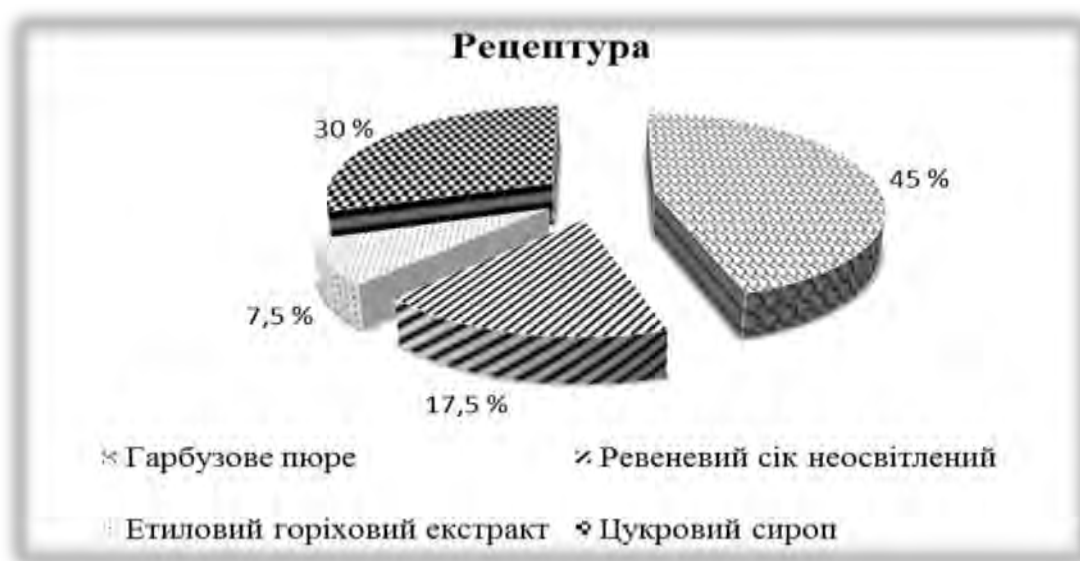 Рецептура
30 %
45 %
7,5 %
17,5 %
Гарбузове пюре
Ревеневий сік неосвітлений
Етиловий горіховий екстракт
Цукровий сироп